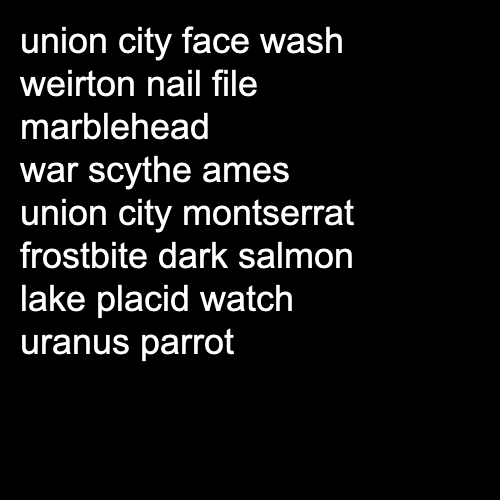 union city face wash
weirton nail file
marblehead
war scythe ames
union city montserrat
frostbite dark salmon
lake placid watch
uranus parrot